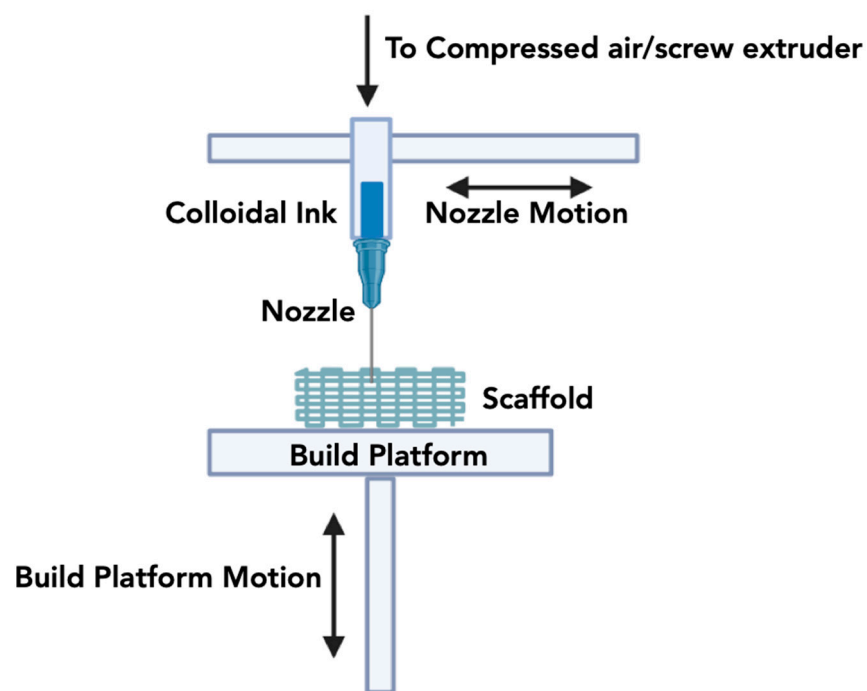 To Compressed air/screw extruder
Colloidal Ink
Nozzle Motion
Nozzle
Scaffold
Build Platform
Build Platform Motion